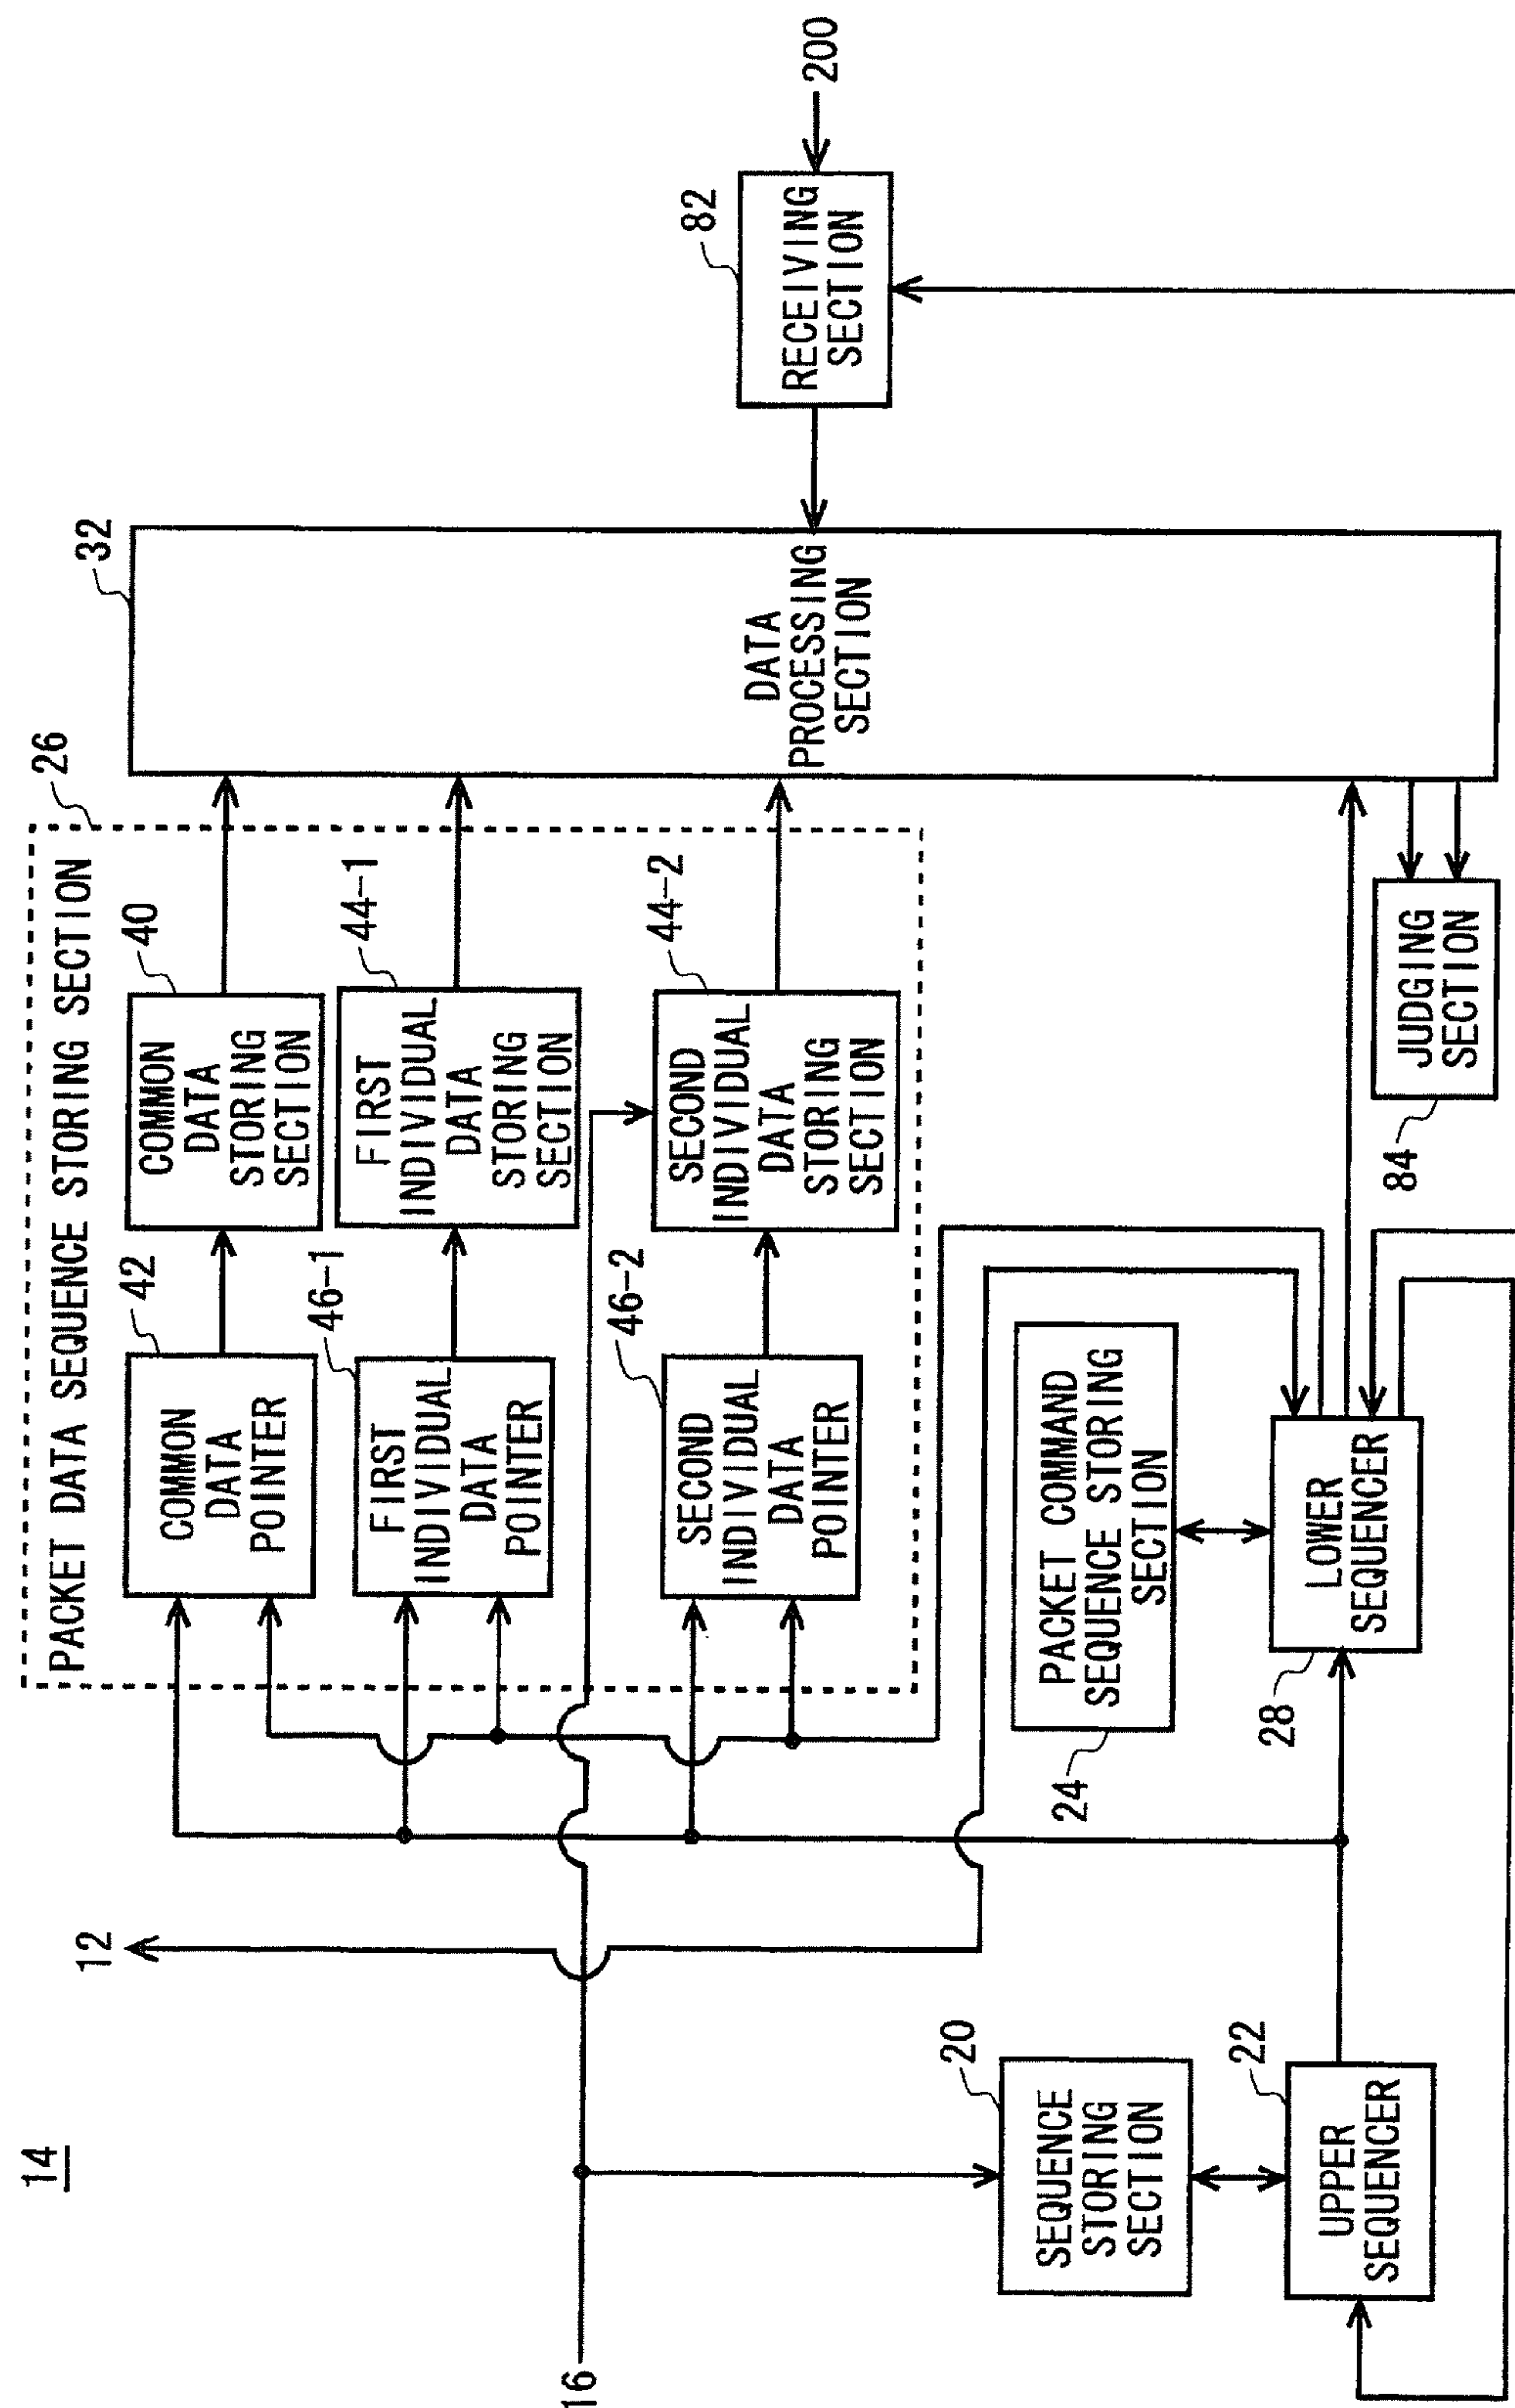 14
12
16
200
PACKET DATA SEQUENCE STORING SECTION
26
32
42
COMMON
DATA
POINTER
40
COMMON
DATA
STORING
SECTION
46-1
FIRST
INDIVIDUAL
DATA
POINTER
44-1
FIRST
INDIVIDUAL
DATA
STORING
SECTION
46-2
SECOND
INDIVIDUAL
DATA
POINTER
44-2
SECOND
INDIVIDUAL
DATA
STORING
SECTION
DATA
PROCESSING
SECTION
82
RECEIVING
SECTION
20
SEQUENCE
STORING
SECTION
22
UPPER
SEQUENCER
24
PACKET COMMAND
SEQUENCE STORING
SECTION
28
LOWER
SEQUENCER
84
JUDGING
SECTION